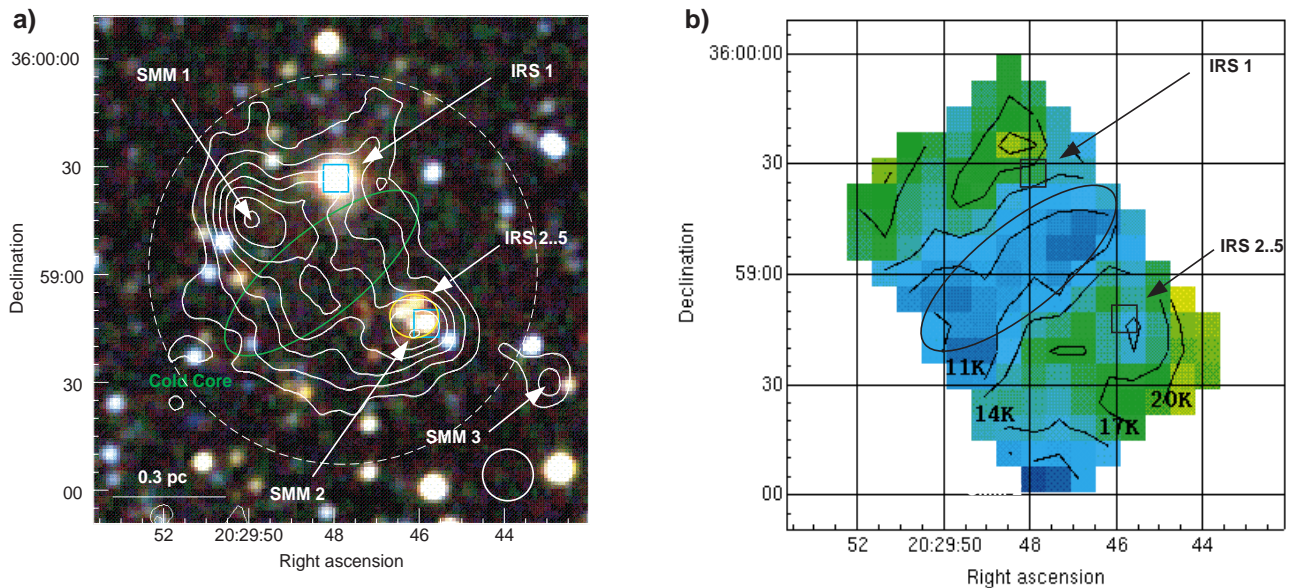 a)
Declination
36:00:00
30
59:00
30
00
SMM 1
IRS 1
IRS 2..5
Cold Core
SMM 3
SMM 2
0.3 pc
52
20:29:50
48
46
44
Right ascension
b)
Declination
36:00:00
30
59:00
30
00
IRS 1
IRS 2..5
11K
14K
17K
20K
52
20:29:50
48
46
44
Right ascension